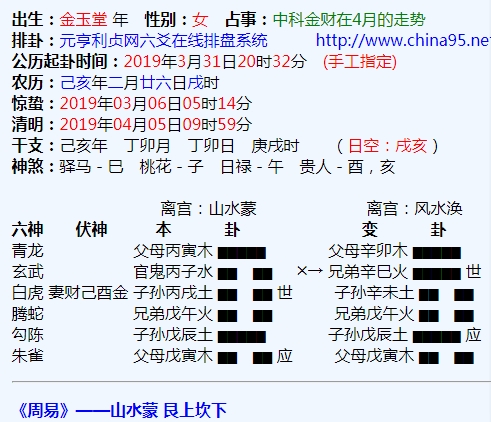 出生：金玉堂 年　性别：女　占事：中科金财在4月的走势
排卦：元亨利贞网六爻在线排盘系统　http://www.china95.net
公历起卦时间：2019年3月31日20时32分　(手工指定)
农历：己亥年二月廿六日戌时
惊蛰：2019年03月06日05时14分
清明：2019年04月05日09时59分
干支：己亥年　丁卯月　丁卯日　庚戌时　（日空：戌亥）
神煞：驿马－巳　桃花－子　日禄－午　贵人－酉，亥
离宫：山水蒙　离宫：风水涣
六神　伏神　本　卦　变　卦
青龙　父母丙寅木　父母辛卯木
玄武　官鬼丙子水　×→　兄弟辛巳火　世
白虎　妻财己酉金　子孙丙戌土　世　子孙辛未土
腾蛇　兄弟戊午火　兄弟戊午火
勾陈　子孙戊辰土　子孙戊辰土　应
朱雀　父母戊寅木　应　父母戊寅木
《周易》——山水蒙 艮上坎下